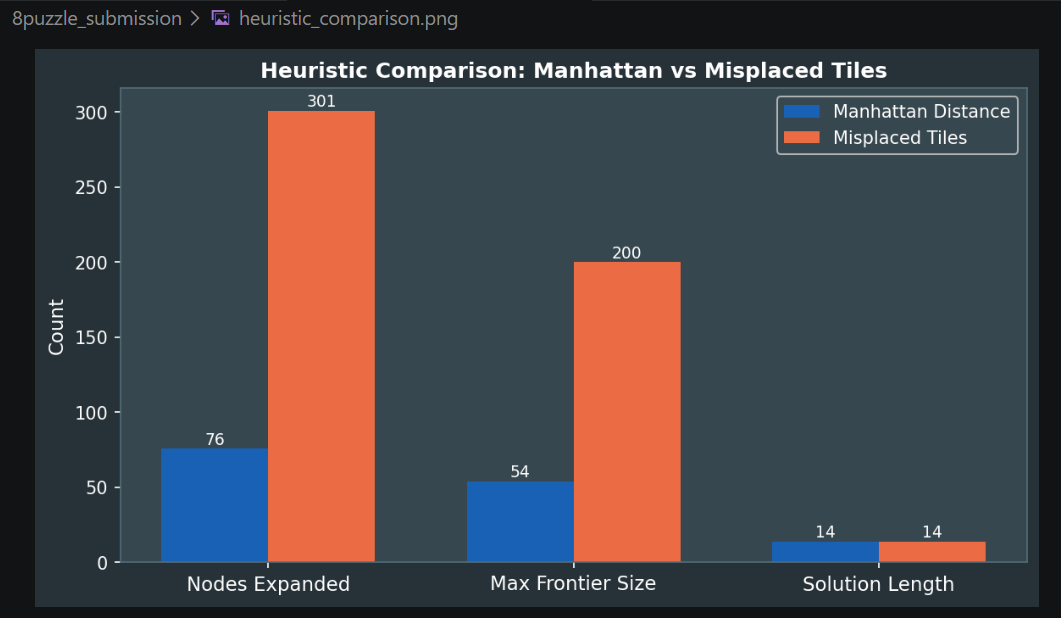 8puzzle_submission > heuristic_comparison.png
Heuristic Comparison: Manhattan vs Misplaced Tiles
Manhattan Distance
Misplaced Tiles
Count
300
250
200
150
100
50
0
301
76
200
54
14
14
Nodes Expanded
Max Frontier Size
Solution Length